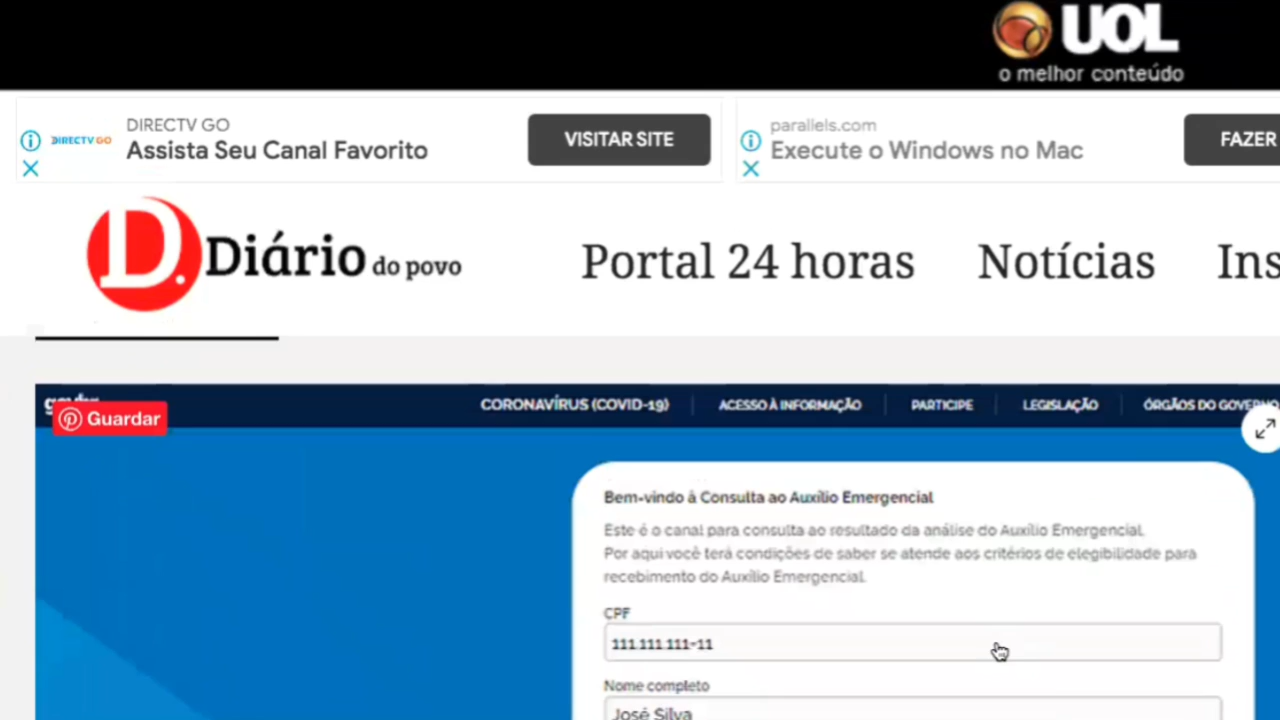 UOL
o melhor conteúdo
DIRECTV GO
DIRECTV GO
Assista Seu Canal Favorito
VISITAR SITE
parallels.com
Execute o Windows no Mac
FAZER
D. Diário do povo
Portal 24 horas
Notícias
Ins
Guardar
CORONAVÍRUS (COVID-19)
ACESSO À INFORMAÇÃO
PARTICIPE
LEGISLAÇÃO
ÓRGÃOS DO GOVERNO
Bem-vindo à Consulta ao Auxílio Emergencial
Este é o canal para consulta ao resultado da análise do Auxílio Emergencial.
Por aqui você terá condições de saber se atende aos critérios de elegibilidade para
recebimento do Auxílio Emergencial.
CPF
111.111.111-11
Nome completo
José Silva